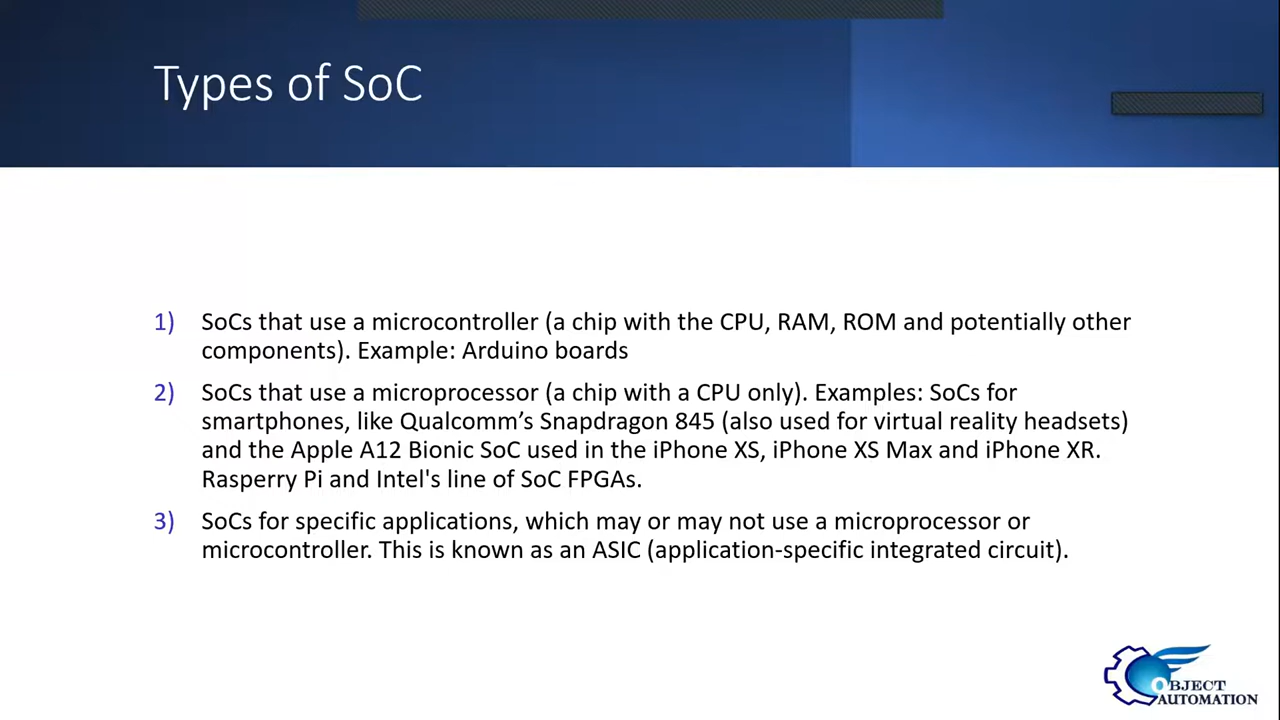 Types of SoC
1) SoCs that use a microcontroller (a chip with the CPU, RAM, ROM and potentially other
components). Example: Arduino boards
2) SoCs that use a microprocessor (a chip with a CPU only). Examples: SoCs for
smartphones, like Qualcomm’s Snapdragon 845 (also used for virtual reality headsets)
and the Apple A12 Bionic SoC used in the iPhone XS, iPhone XS Max and iPhone XR.
Rasperry Pi and Intel's line of SoC FPGAs.
3) SoCs for specific applications, which may or may not use a microprocessor or
microcontroller. This is known as an ASIC (application-specific integrated circuit).
OBJECT
AUTOMATION